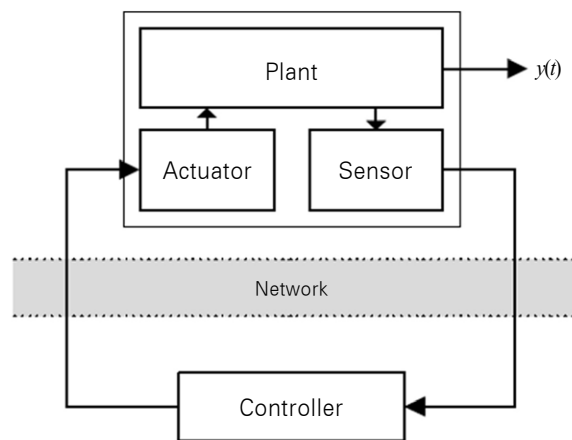 Plant
y(t)
Actuator
Sensor
Network
Controller